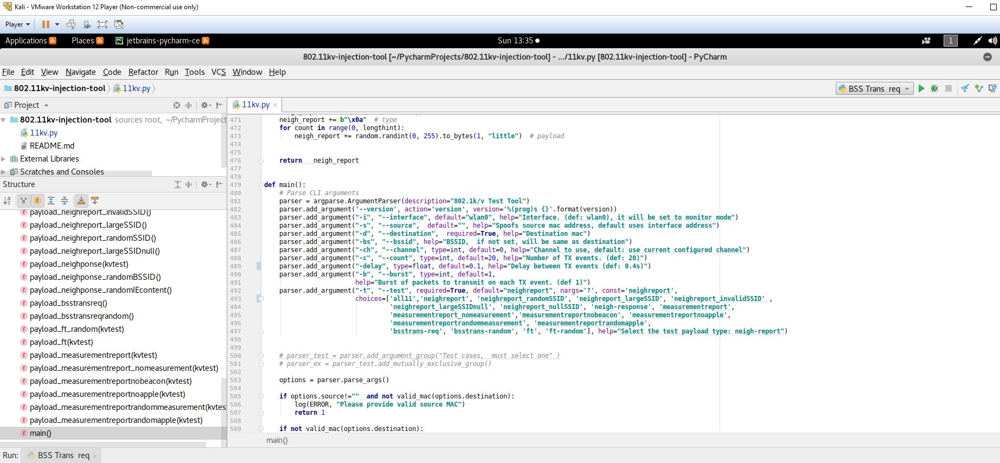 Kali - VMware Workstation 12 Player (Non-commercial use only)
Player
Applications Places jetbrains-pycharm-ce Sun 13:35 1
802.11kv-injection-tool [~/PycharmProjects/802.11kv-injection-tool] - .../11kv.py [802.11kv-injection-tool] - PyCharm
File Edit View Navigate Code Refactor Run Tools VCS Window Help
802.11kv-injection-tool 11kv.py BSS Trans req
Project
802.11kv-injection-tool sources root, ~/PycharmProject
11kv.py
README.md
External Libraries
Scratches and Consoles
Structure
payload_neighreport_invalidSSID()
payload_neighreport_largeSSID()
payload_neighreport_randomSSID()
payload_neighreport_largeSSIDnull()
payload_neighponse(kvtest)
payload_neighponse_randomBSSID()
payload_neighponse_randomIEcontent()
payload_bsstransreq()
payload_bsstransreqrandom()
payload_ft_random(kvtest)
payload_ft(kvtest)
payload_measurementreport(kvtest)
payload_measurementreport_nomeasurement(kvtest)
payload_measurementreportnobeacon(kvtest)
payload_measurementreportnoapple(kvtest)
payload_measurementreportrandommeasurement(kvtes
payload_measurementreportrandomapple(kvtest)
main()
11kv.py
471 neigh_report += b"\x0a"  # type
472 for count in range(0, lengthint):
473 neigh_report += random.randint(0, 255).to_bytes(1, "little")  # payload
474
475
476 return   neigh_report
477
478
479 def main():
480 # Parse CLI arguments
481 parser = argparse.ArgumentParser(description="802.1k/v Test Tool")
482 parser.add_argument('--version', action='version', version='%(prog)s {}'.format(version))
483 parser.add_argument("-i", "--interface", default="wlan0", help="Interface. (def: wlan0), it will be set to monitor mode")
484 parser.add_argument("-s", "--source",  default="", help="Spoofs source mac address, default uses interface address")
485 parser.add_argument("-d", "--destination",  required=True, help="Destination mac")
486 parser.add_argument("-bs", "--bssid", help="BSSID,  if not set, will be same as destination")
487 parser.add_argument("-ch", "--channel", type=int, default=0, help="Channel to use, default: use current configured channel")
488 parser.add_argument("-c", "--count", type=int, default=20, help="Number of TX events. (def: 20)")
489 parser.add_argument("-delay", type=float, default=0.1, help="Delay between TX events (def: 0.4s)")
490 parser.add_argument("-b", "--burst", type=int, default=1,
491 help="Burst of packets to transmit on each TX event. (def 1)")
492 parser.add_argument("-t", "--test", required=True, default="neighreport", nargs='?', const='neighreport',
493 choices=['all11','neighreport', 'neighreport_randomSSID', 'neighreport_largeSSID', 'neighreport_invalidSSID' ,
494 'neighreport_largeSSIDnull', 'neighreport_nullSSID', 'neigh-response', 'measurementreport',
495 'measurementreport_nomeasurement','measurementreportnobeacon', 'measurementreportnoapple',
496 'measurementreportrandommeasurement', 'measurementreportrandomapple',
497 'bsstrans-req', 'bsstrans-random', 'ft', 'ft-random'], help="Select the test payload type: neigh-report")
498
499
500 # parser_test = parser.add_argument_group("Test cases,  must select one" )
501 # parser_ex = parser_test.add_mutually_exclusive_group()
502
503 options = parser.parse_args()
504
505 if options.source!=""  and not valid_mac(options.destination):
506 log(ERROR, "Please provide valid source MAC")
507 return 1
508
509 if not valid_mac(options.destination):
main()
Run: BSS Trans req